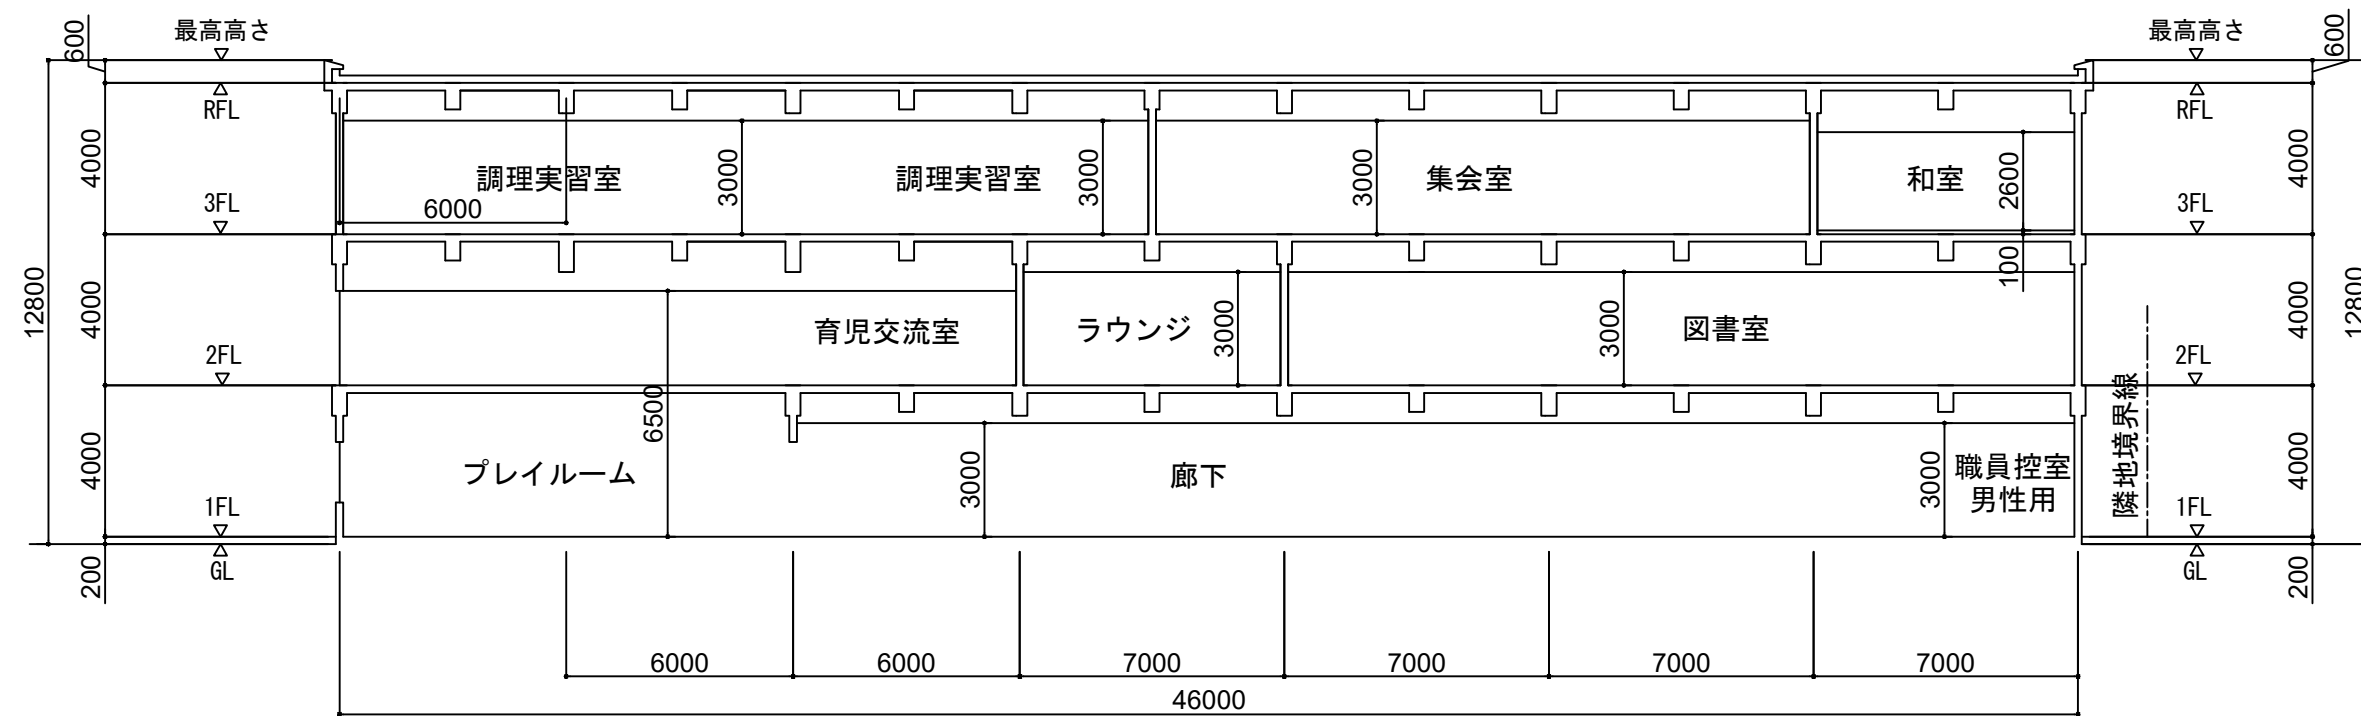 600
最高高さ
最高高さ
600
RFL
RFL
4000
調理実習室
3000
調理実習室
3000
3000
集会室
和室
2600
4000
3FL
6000
3FL
12800
4000
100
4000
12800
育児交流室
ラウンジ
3000
3000
図書室
2FL
2FL
6500
隣地境界線
4000
プレイルーム
3000
廊下
3000
職員控室
男性用
4000
1FL
1FL
200
GL
GL
200
6000
6000
7000
7000
7000
7000
46000